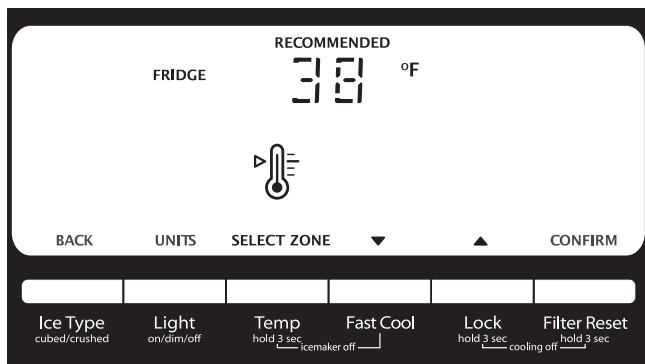 RECOMMENDED
FRIDGE 38 °F
BACK UNITS SELECT ZONE ▼ ▲ CONFIRM
Ice Type Light Temp Fast Cool Lock Filter Reset
cubed/crushed on/dim/off hold 3 sec hold 3 sec hold 3 sec
icemaker off cooling off